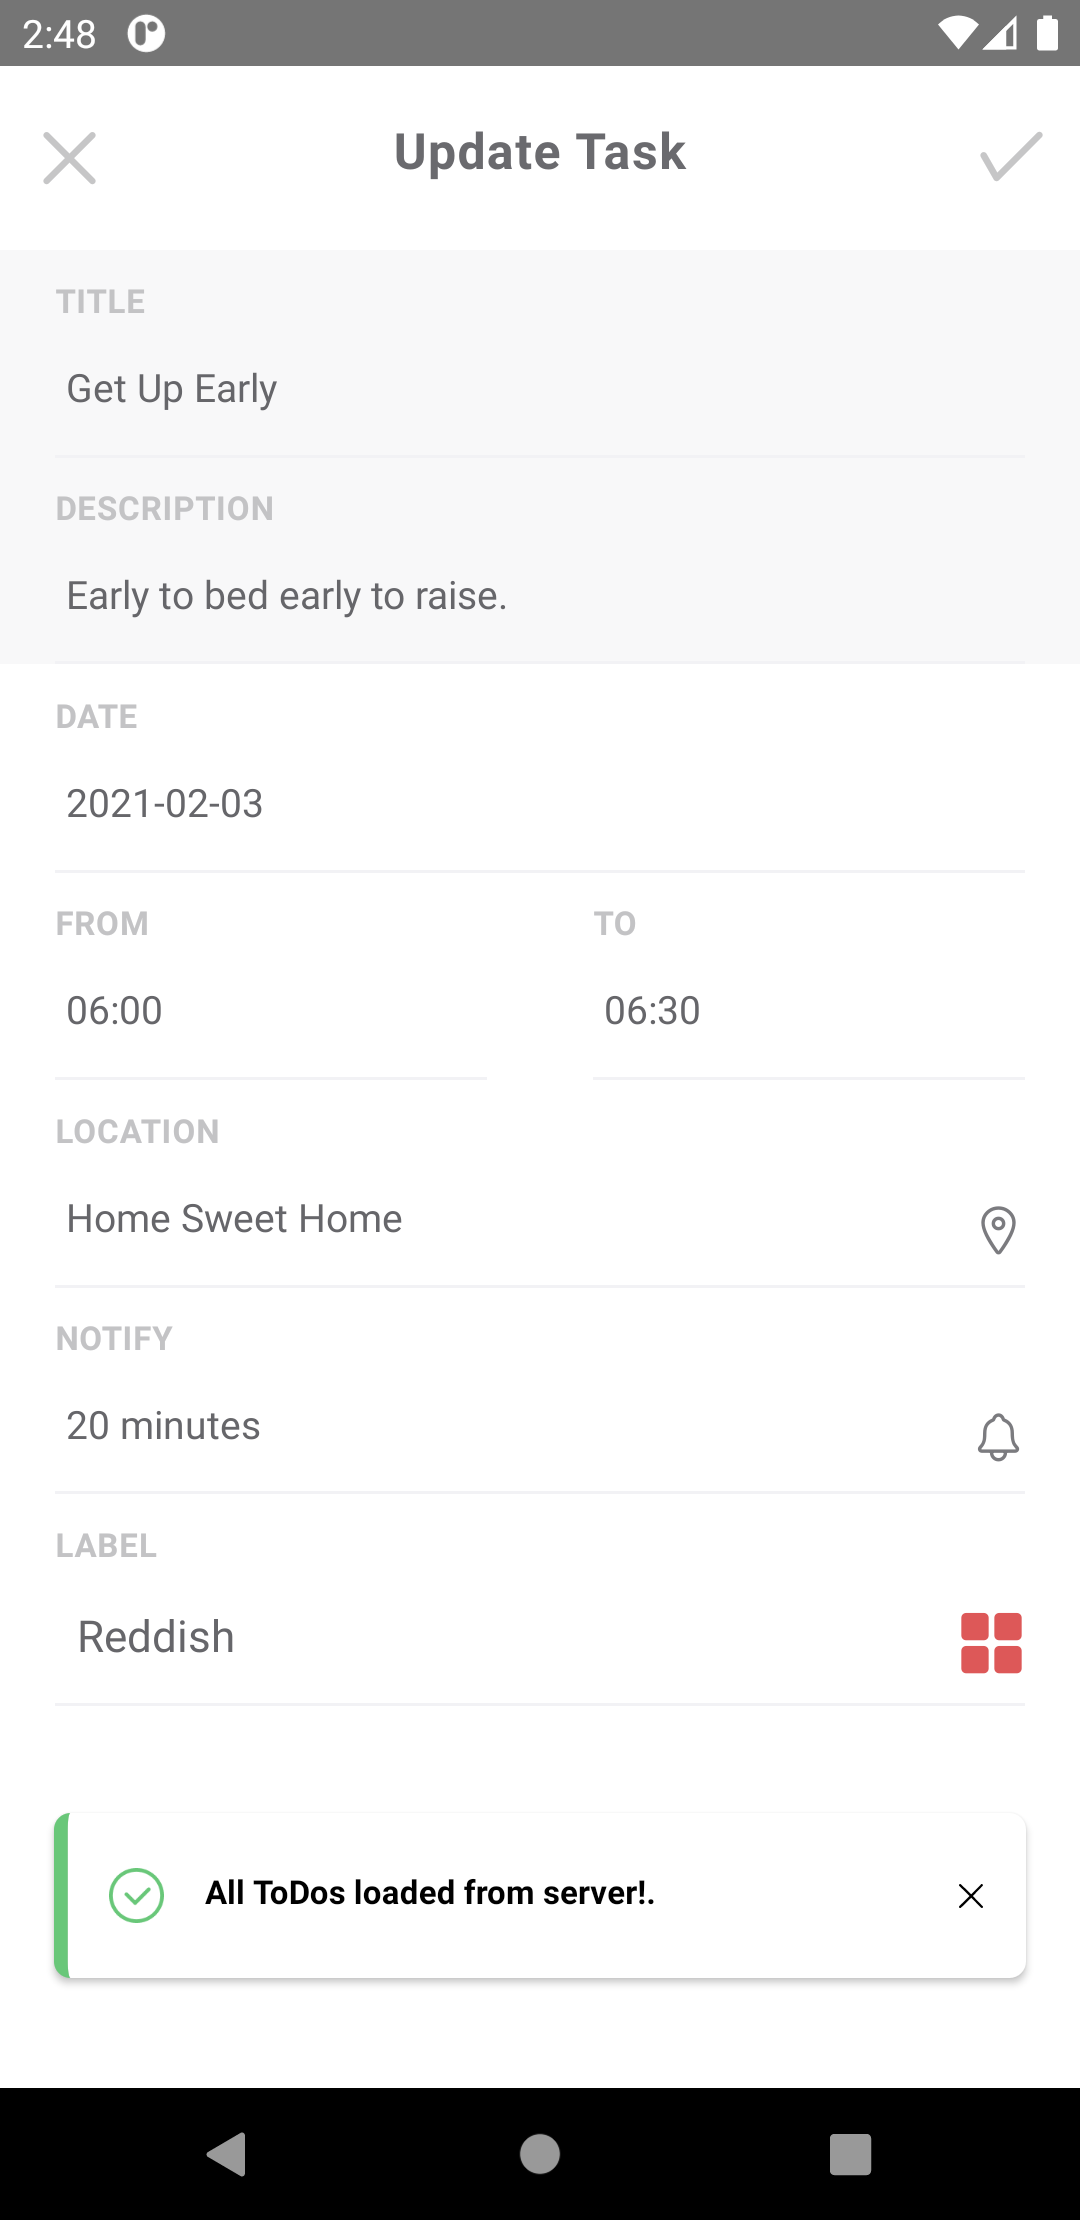 2:48
Update Task
TITLE
Get Up Early
DESCRIPTION
Early to bed early to raise.
DATE
2021-02-03
FROM TO
06:00 06:30
LOCATION
Home Sweet Home
NOTIFY
20 minutes
LABEL
Reddish
All ToDos loaded from server!.